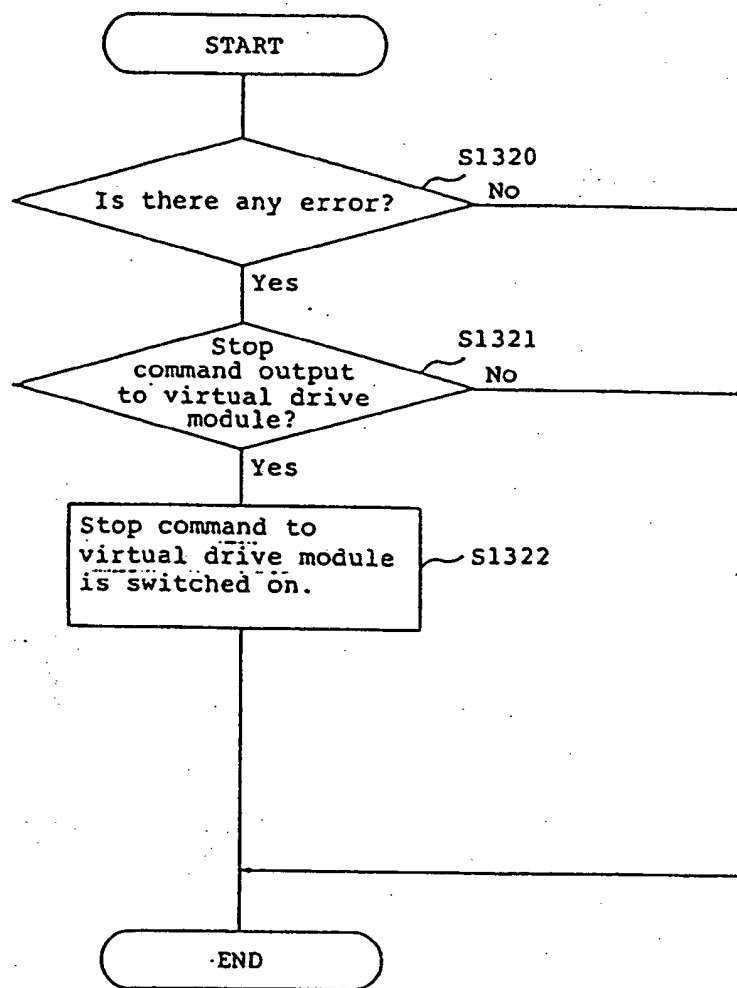 START
S1320
Is there any error?
No
Yes
S1321
Stop
command output
to virtual drive
module?
No
Yes
Stop command to
virtual drive module
is switched on.
S1322
END